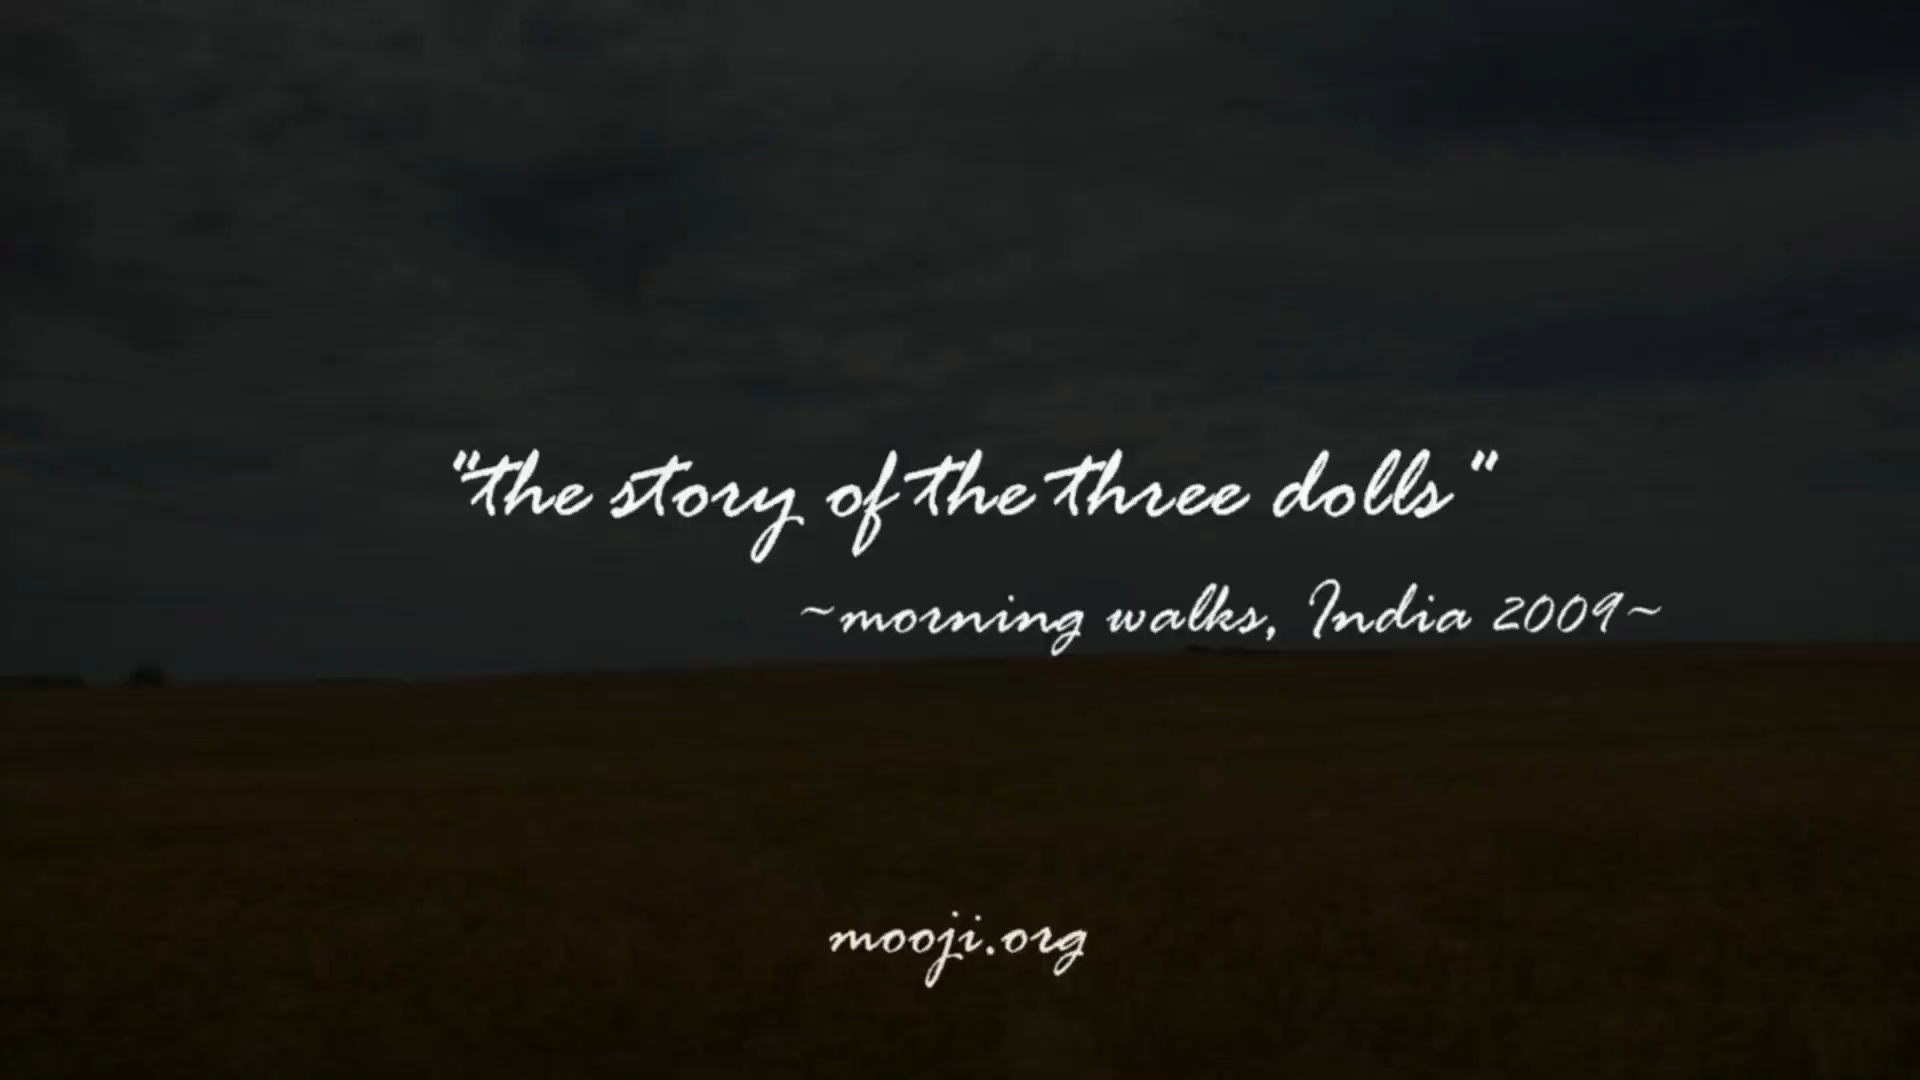 "the story of the three dolls"
~morning walks, India 2009~
mooji.org